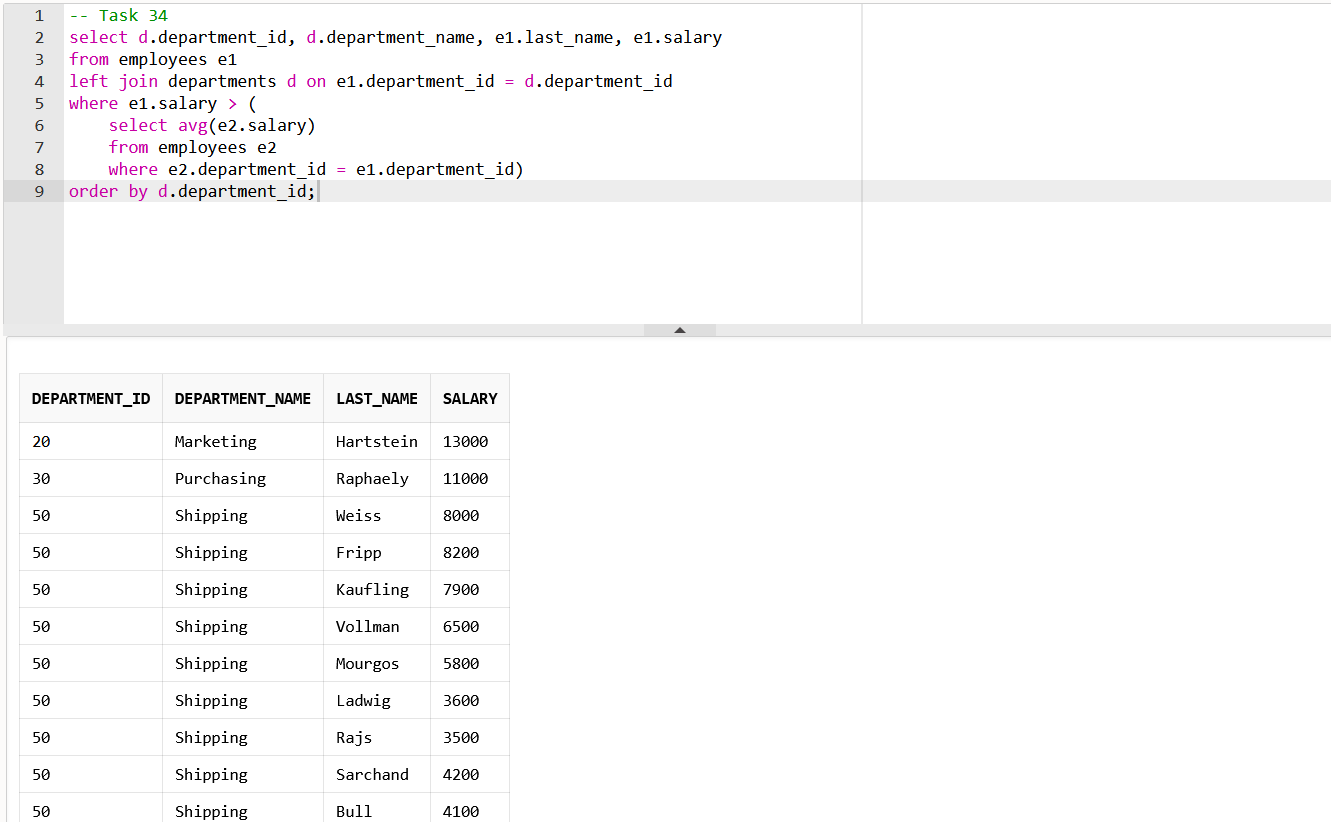 1 -- Task 34
2 select d.department_id, d.department_name, e1.last_name, e1.salary
3 from employees e1
4 left join departments d on e1.department_id = d.department_id
5 where e1.salary > (
6 select avg(e2.salary)
7 from employees e2
8 where e2.department_id = e1.department_id)
9 order by d.department_id;
DEPARTMENT_ID DEPARTMENT_NAME LAST_NAME SALARY
20 Marketing Hartstein 13000
30 Purchasing Raphaely 11000
50 Shipping Weiss 8000
50 Shipping Fripp 8200
50 Shipping Kaufling 7900
50 Shipping Vollman 6500
50 Shipping Mourgos 5800
50 Shipping Ladwig 3600
50 Shipping Rajs 3500
50 Shipping Sarchand 4200
50 Shipping Bull 4100